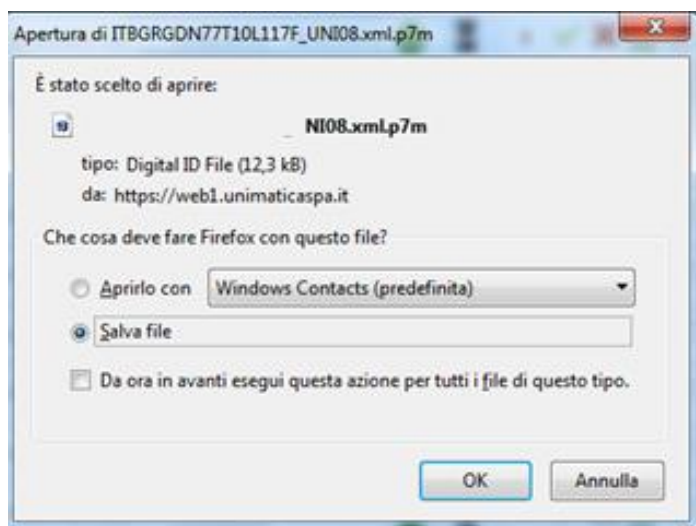 Apertura di ITBGRGDN77T10L117F_UNI08.xml.p7m
È stato scelto di aprire:
_ NI08.xml.p7m
tipo: Digital ID File (12,3 kB)
da: https://web1.unimaticaspa.it
Che cosa deve fare Firefox con questo file?
Aprirlo con Windows Contacts (predefinita)
Salva file
Da ora in avanti esegui questa azione per tutti i file di questo tipo.
OK Annulla